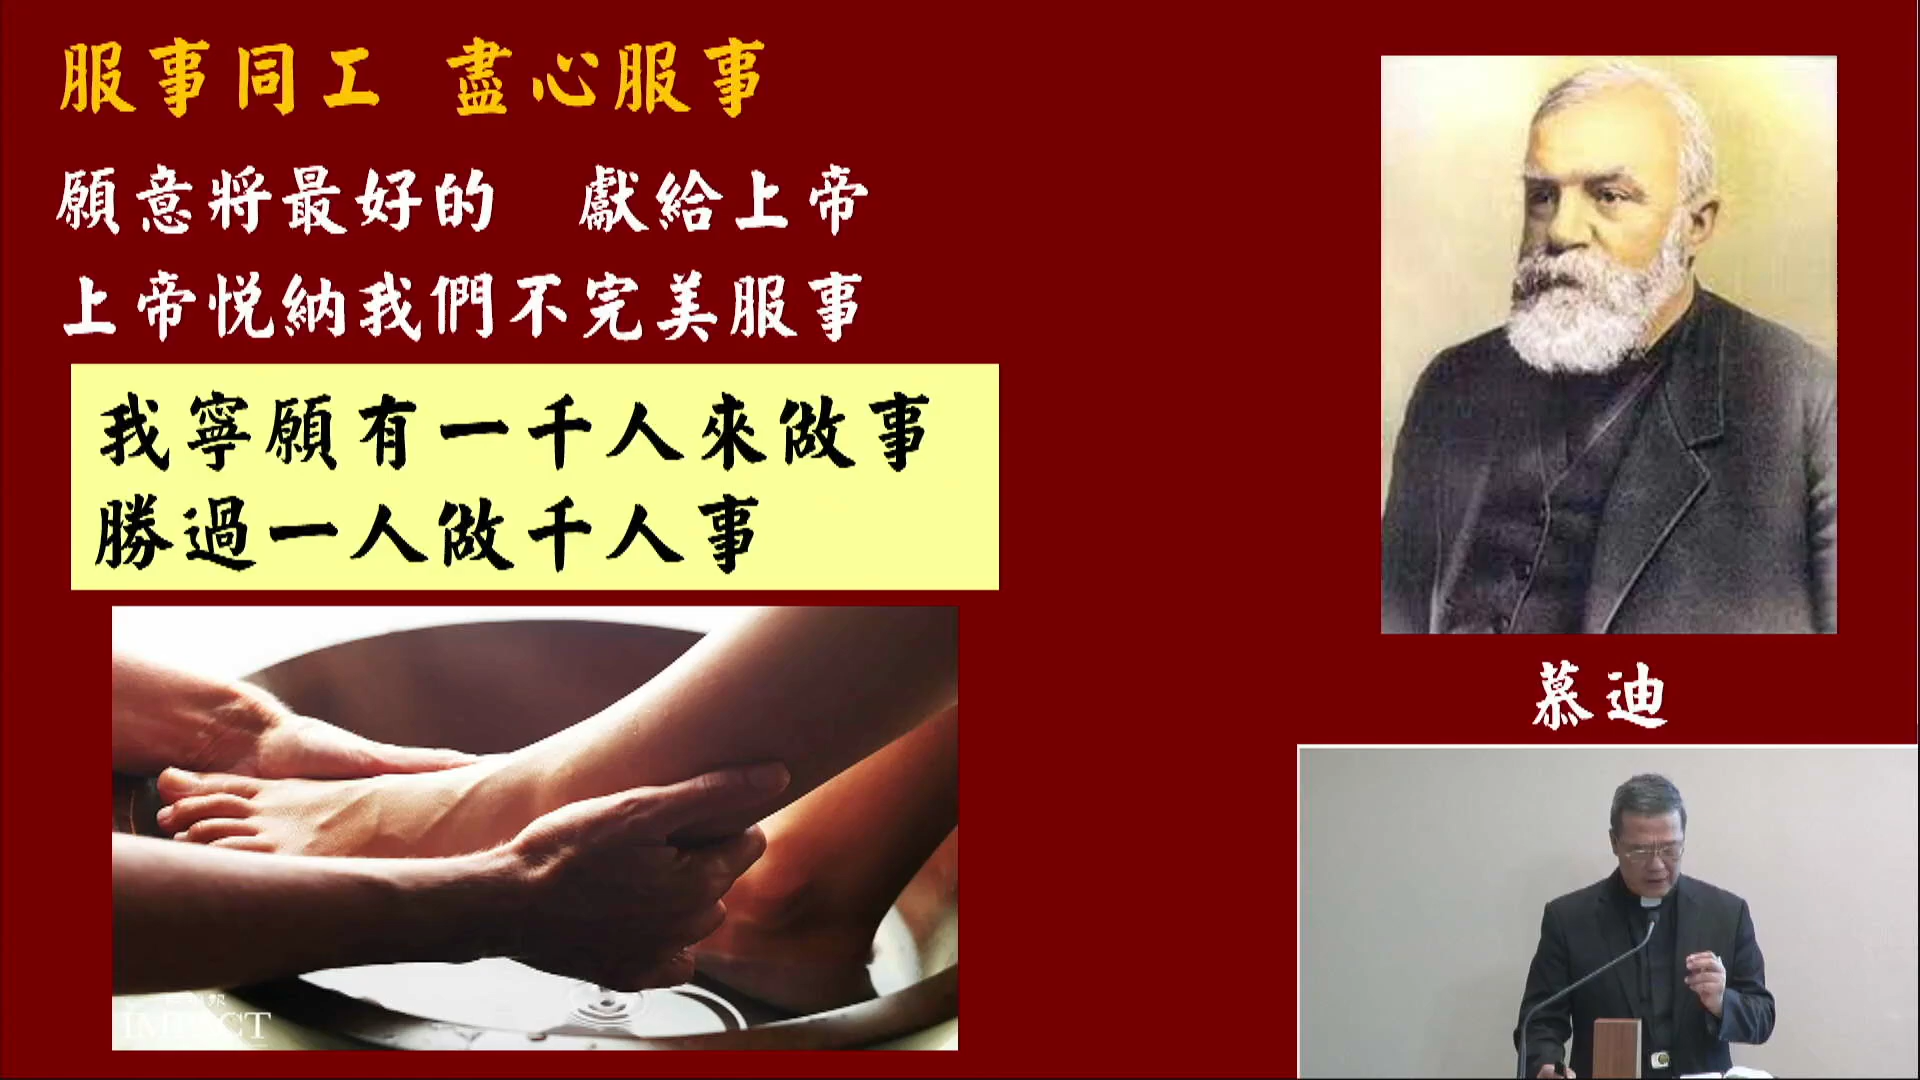 服事同工 盡心服事
願意將最好的 獻給上帝
上帝悅納我們不完美服事
我寧願有一千人來做事
勝過一人做千人事
慕迪
IMPACT